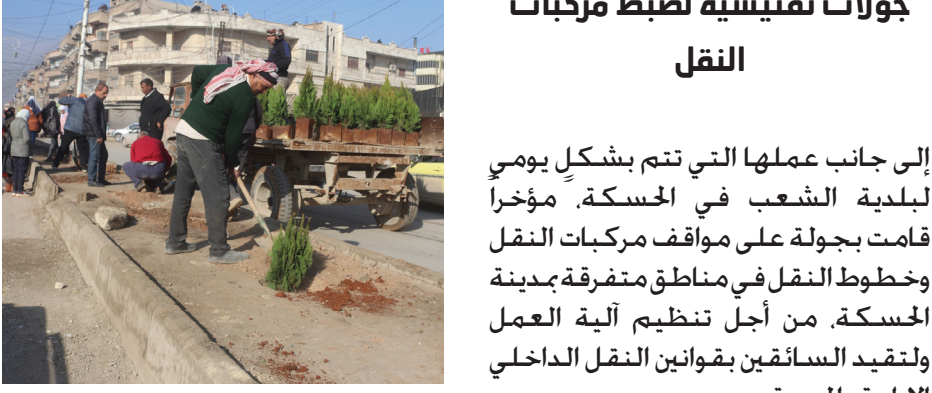 جولات تفتيشية لضبط مركبات
النقل
إلى جانب عملها التي تتم بشكلٍ يومي
لبلدية الشعب في الحسكة، مؤخراً
قامت بجولة على مواقف مركبات النقل
وخطوط النقل في مناطق متفرقة بمدينة
الحسكة، من أجل تنظيم آلية العمل
ولتقيد السائقين بقوانين النقل الداخلي